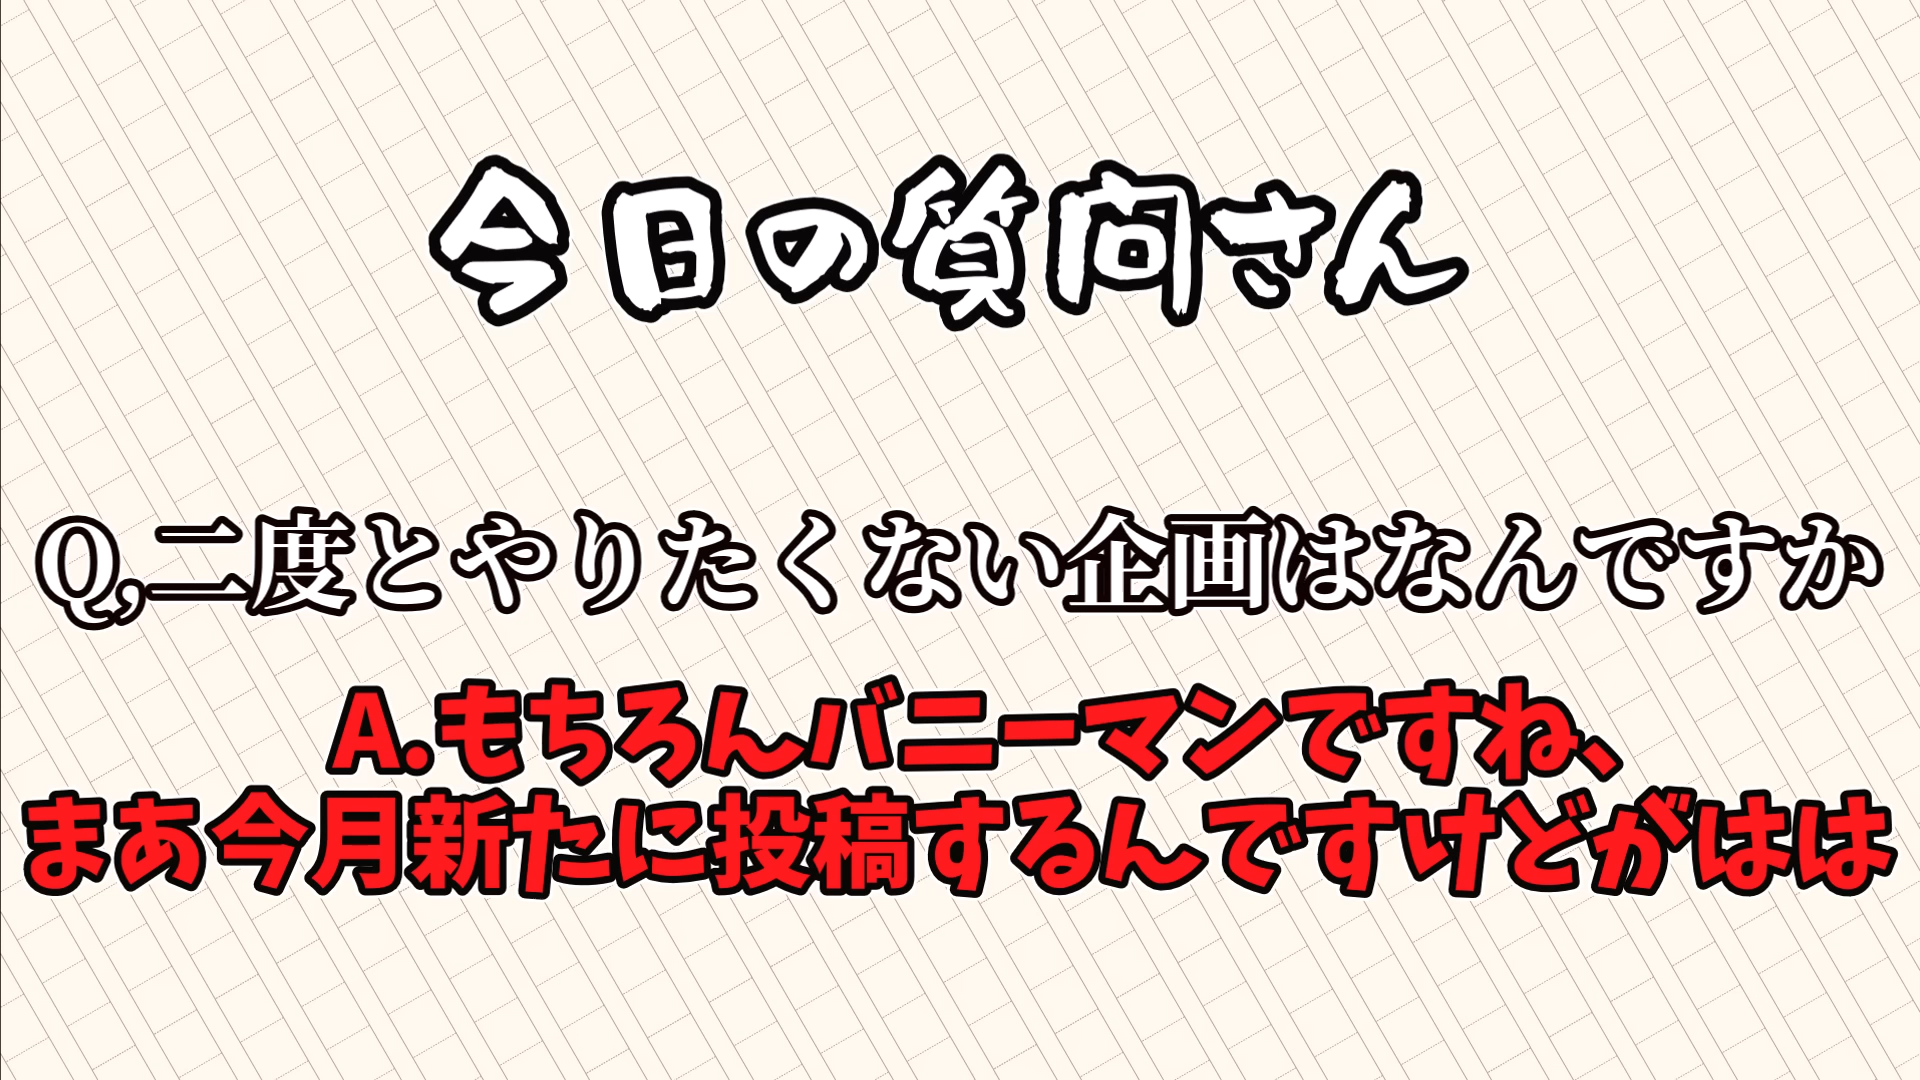 今日の質問さん
Q,二度とやりたくない企画はなんですか
A.もちろんバニーマンですね、
まあ今月新たに投稿するんですけどがはは